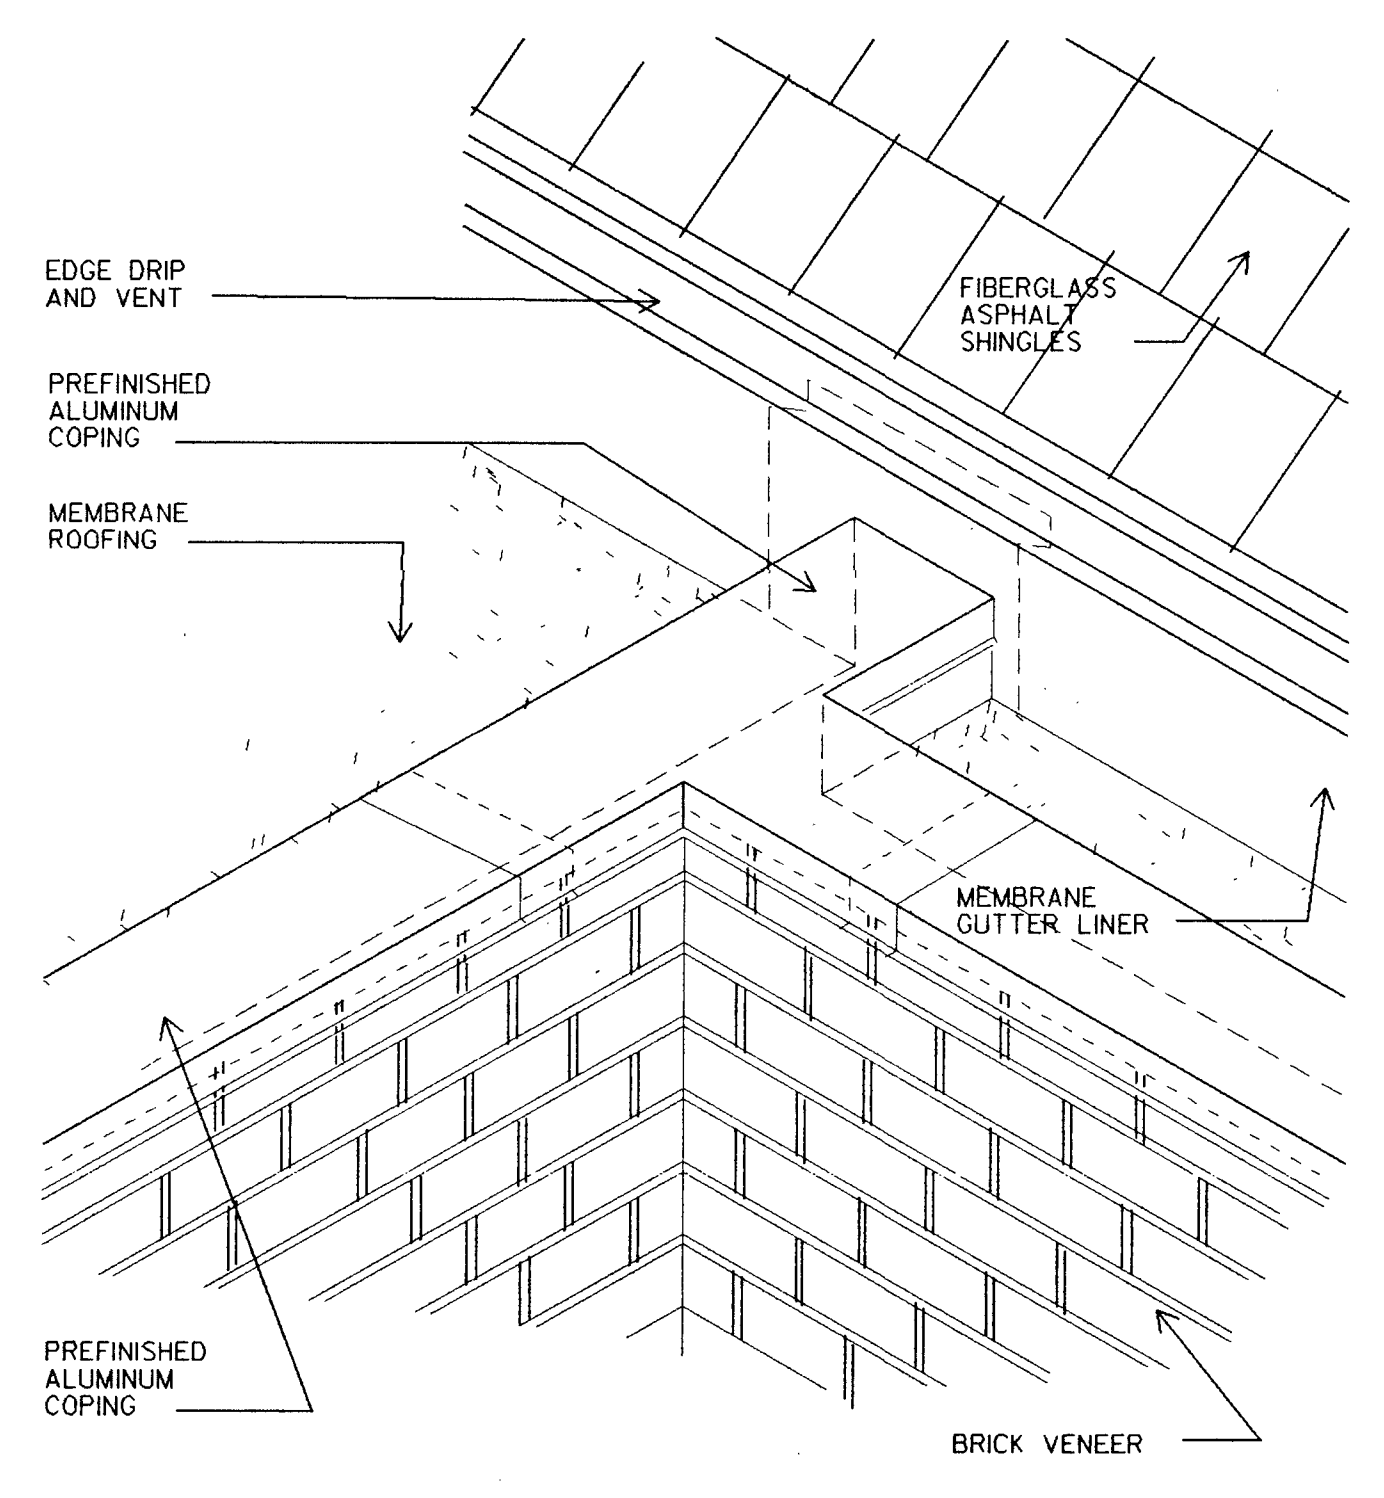 EDGE DRIP
AND VENT
FIBERGLASS
ASPHALT
SHINGLES
PREFINISHED
ALUMINUM
COPING
MEMBRANE
ROOFING
MEMBRANE
GUTTER LINER
PREFINISHED
ALUMINUM
COPING
BRICK VENEER